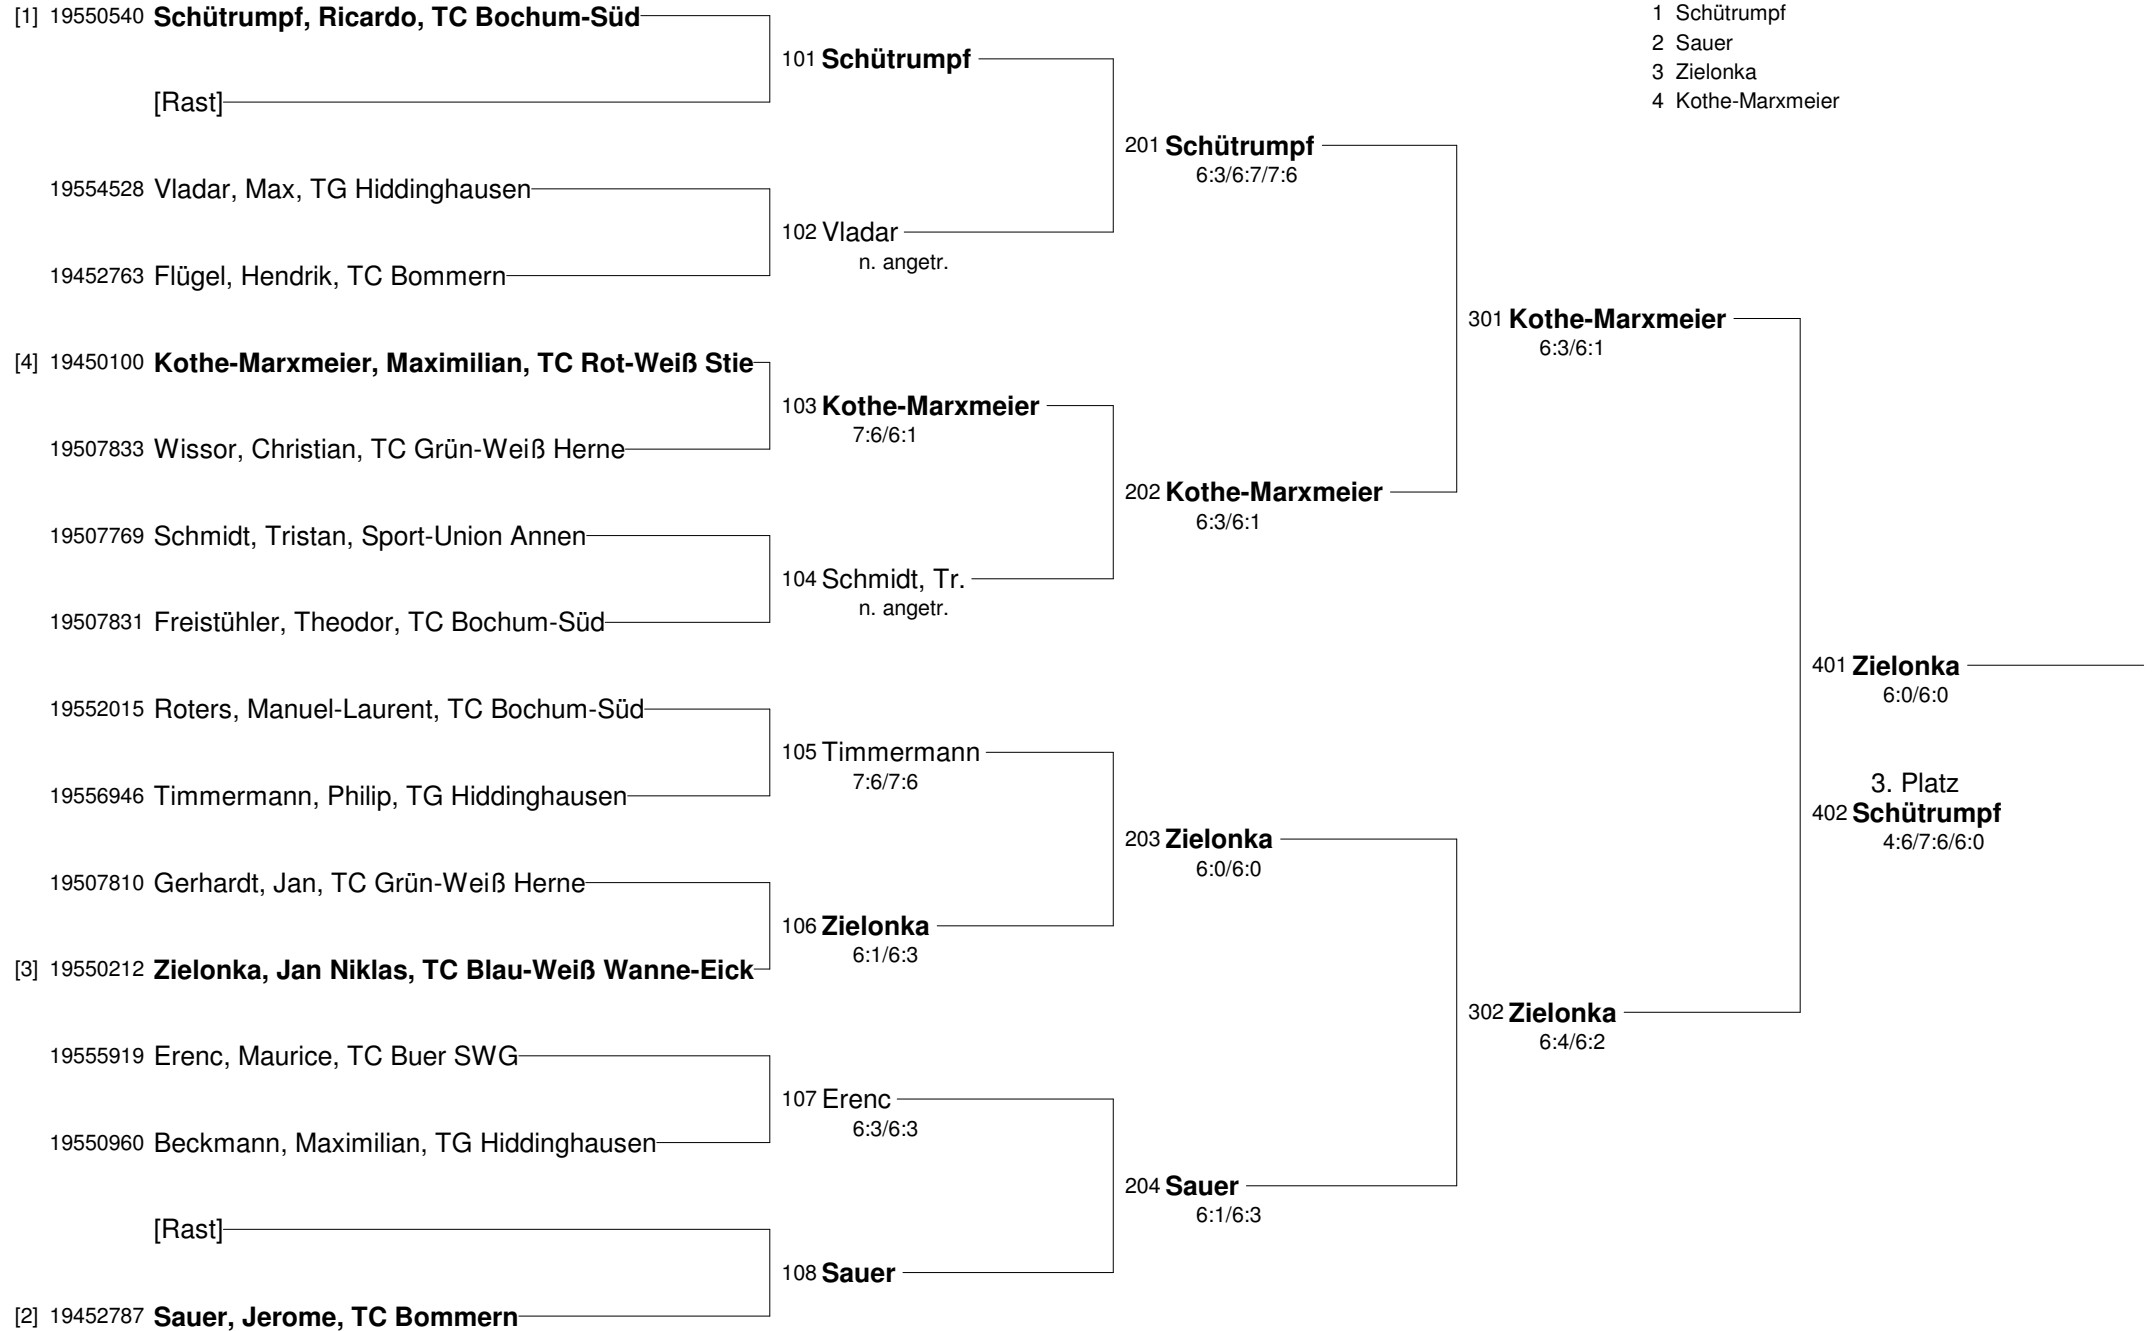 [1] 19550540 Schütrumpf, Ricardo, TC Bochum-Süd
[Rast]
19554528 Vladar, Max, TG Hiddinghausen
19452763 Flügel, Hendrik, TC Bommern
[4] 19450100 Kothe-Marxmeier, Maximilian, TC Rot-Weiß Stie
19507833 Wissor, Christian, TC Grün-Weiß Herne
19507769 Schmidt, Tristan, Sport-Union Annen
19507831 Freistühler, Theodor, TC Bochum-Süd
19552015 Roters, Manuel-Laurent, TC Bochum-Süd
19556946 Timmermann, Philip, TG Hiddinghausen
19507810 Gerhardt, Jan, TC Grün-Weiß Herne
[3] 19550212 Zielonka, Jan Niklas, TC Blau-Weiß Wanne-Eick
19555919 Erenc, Maurice, TC Buer SWG
19550960 Beckmann, Maximilian, TG Hiddinghausen
[Rast]
[2] 19452787 Sauer, Jerome, TC Bommern
101 Schütrumpf
102 Vladar
n. angetr.
103 Kothe-Marxmeier
7:6/6:1
104 Schmidt, Tr.
n. angetr.
105 Timmermann
7:6/7:6
106 Zielonka
6:1/6:3
107 Erenc
6:3/6:3
108 Sauer
201 Schütrumpf
6:3/6:7/7:6
202 Kothe-Marxmeier
6:3/6:1
203 Zielonka
6:0/6:0
204 Sauer
6:1/6:3
301 Kothe-Marxmeier
6:3/6:1
302 Zielonka
6:4/6:2
401 Zielonka
6:0/6:0
3. Platz
402 Schütrumpf
4:6/7:6/6:0
1 Schütrumpf
2 Sauer
3 Zielonka
4 Kothe-Marxmeier